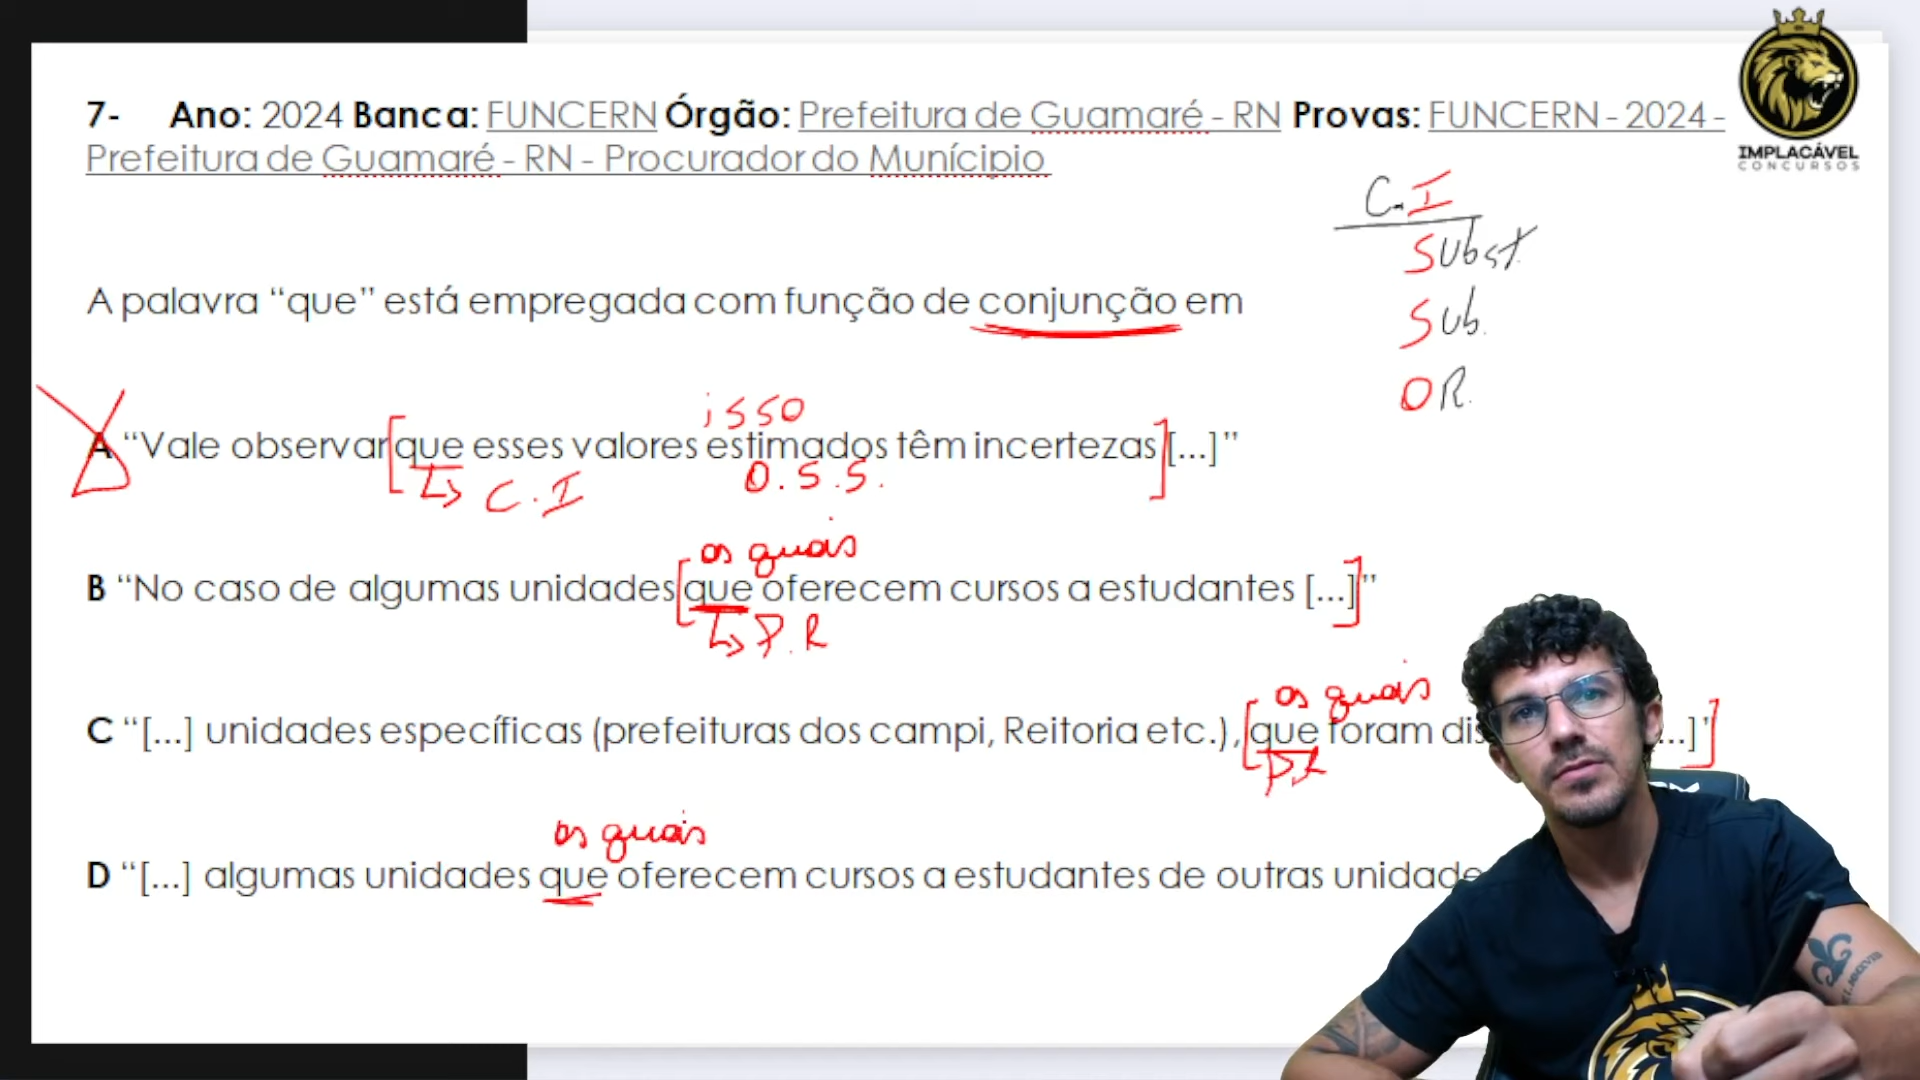 7- Ano: 2024 Banca: FUNCERN Órgão: Prefeitura de Guamaré - RN Provas: FUNCERN - 2024 -
Prefeitura de Guamaré - RN - Procurador do Munícipio
IMPLACÁVEL
CONCURSOS
C. I
Subst.
Sub.
OR.
A palavra “que” está empregada com função de conjunção em
isso
A “Vale observar [que esses valores estimados têm incertezas] [...]”
C. I
O.S.S.
os quais
B “No caso de algumas unidades [que oferecem cursos a estudantes [...]]”
P.R
os quais
C “[...] unidades específicas (prefeituras dos campi, Reitoria etc.), [que foram ...]”]
P.R
os quais
D “[...] algumas unidades que oferecem cursos a estudantes de outras